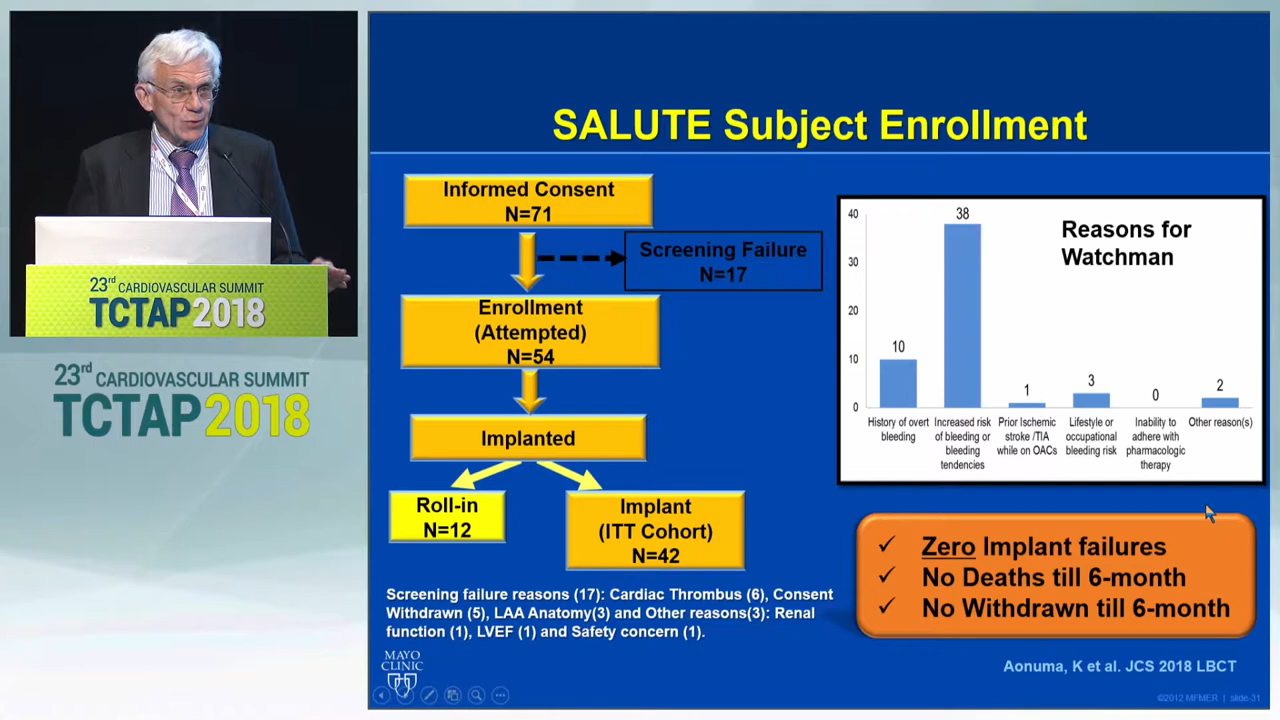 23rd CARDIOVASCULAR SUMMIT
TCTAP2018
23rd CARDIOVASCULAR SUMMIT
TCTAP2018
SALUTE Subject Enrollment
Informed Consent
N=71
Screening Failure
N=17
Enrollment
(Attempted)
N=54
Implanted
Roll-in
N=12
Implant
(ITT Cohort)
N=42
Screening failure reasons (17): Cardiac Thrombus (6), Consent
Withdrawn (5), LAA Anatomy(3) and Other reasons(3): Renal
function (1), LVEF (1) and Safety concern (1).
MAYO
CLINIC
Reasons for
Watchman
40
30
20
10
0
10
38
1
3
0
2
History of overt
bleeding
Increased risk
of bleeding or
bleeding
tendencies
Prior Ischemic
stroke /TIA
while on OACs
Lifestyle or
occupational
bleeding risk
Inability to
adhere with
pharmacologic
therapy
Other reason(s)
✓ Zero Implant failures
✓ No Deaths till 6-month
✓ No Withdrawn till 6-month
Aonuma, K et al. JCS 2018 LBCT
©2012 MFMER | slide-31